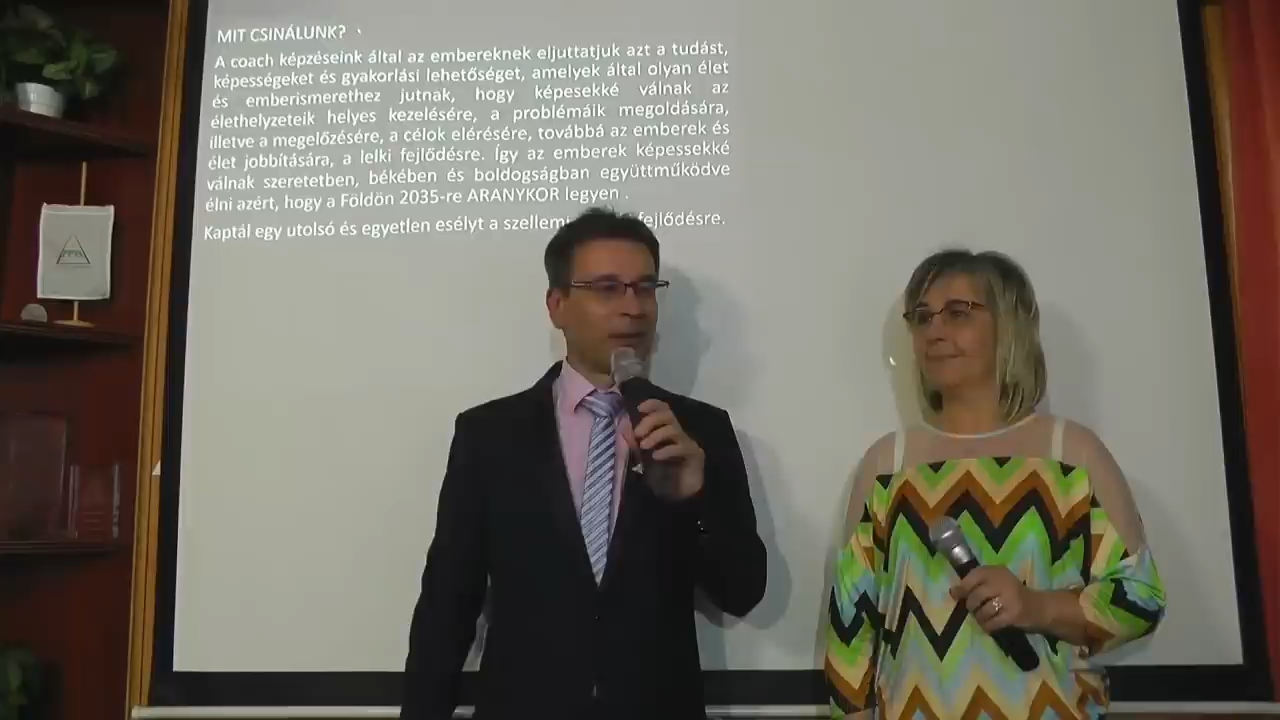 MIT CSINÁLUNK?
A coach képzéseink által az embereknek eljuttatjuk azt a tudást,
képességeket és gyakorlási lehetőséget, amelyek által olyan élet
és emberismerethez jutnak, hogy képesekké válnak az
élethelyzeteik helyes kezelésére, a problémáik megoldására,
illetve a megelőzésére, a célok elérésére, továbbá az emberek és
élet jobbítására, a lelki fejlődésre. Így az emberek képessekké
válnak szeretetben, békében és boldogságban együttműködve
élni azért, hogy a Földön 2035-re ARANYKOR legyen .
Kaptál egy utolsó és egyetlen esélyt a szellemi fejlődésre.